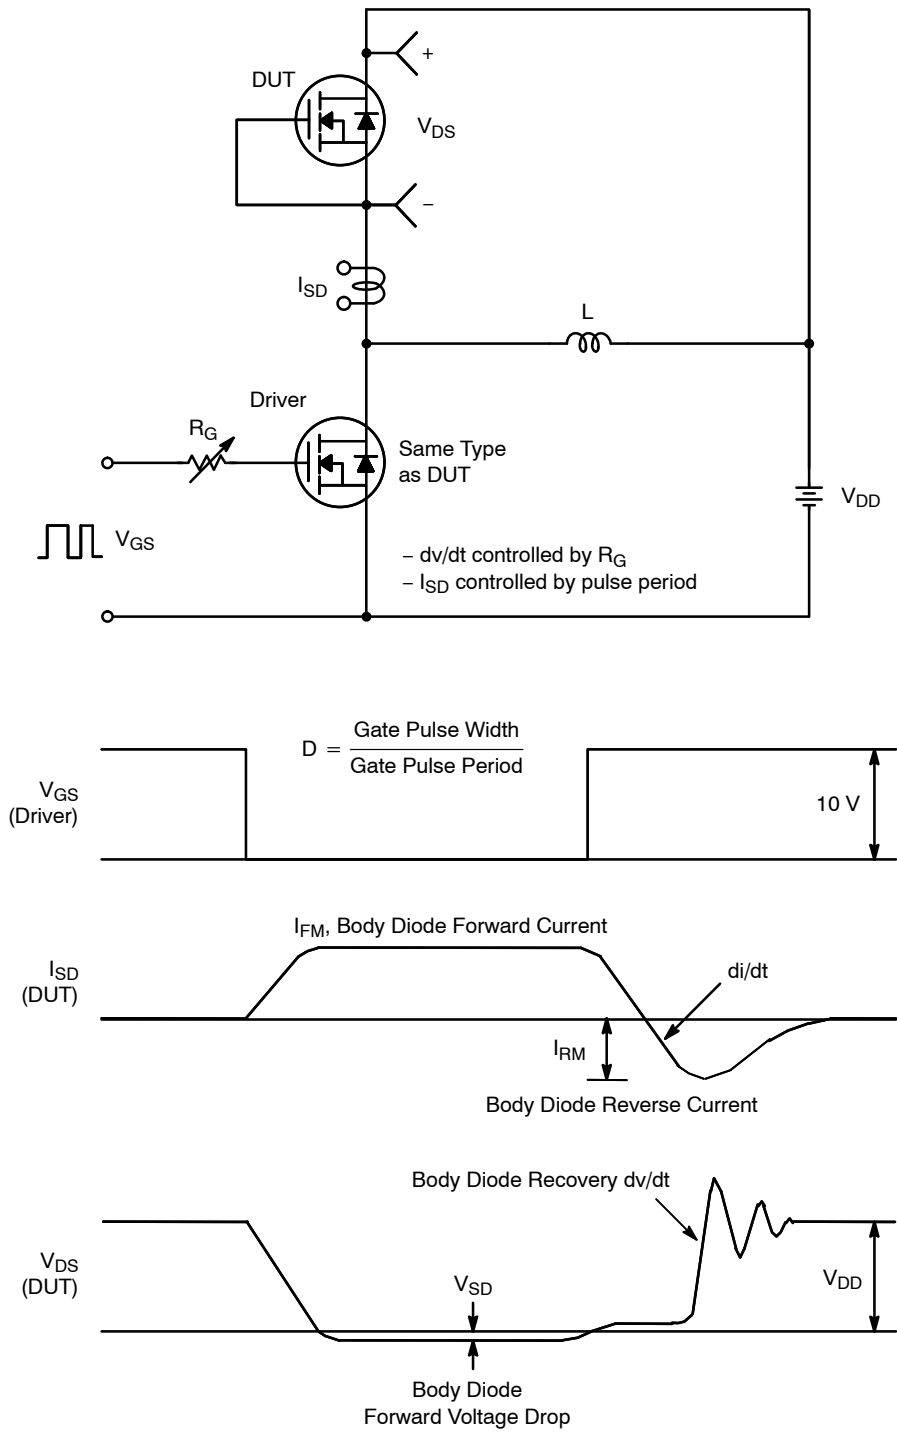 +
DUT
V_DS
−
I_SD
L
Driver
R_G
Same Type
as DUT
V_DD
V_GS
− dv/dt controlled by R_G
− I_SD controlled by pulse period
D = Gate Pulse Width
Gate Pulse Period
V_GS
(Driver)
10 V
I_FM, Body Diode Forward Current
I_SD
(DUT)
di/dt
I_RM
Body Diode Reverse Current
Body Diode Recovery dv/dt
V_DS
(DUT)
V_SD
V_DD
Body Diode
Forward Voltage Drop